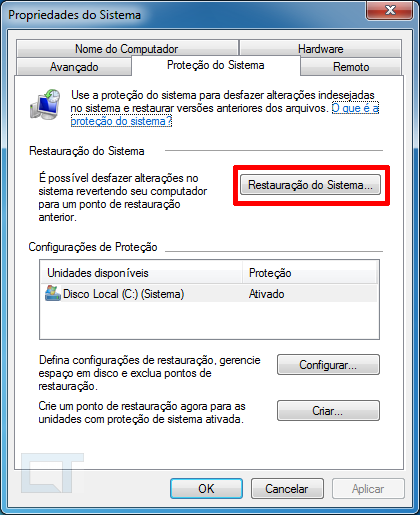 Propriedades do Sistema
Nome do Computador
Hardware
Avançado
Proteção do Sistema
Remoto
Use a proteção do sistema para desfazer alterações indesejadas
no sistema e restaurar versões anteriores dos arquivos. O que é a
proteção do sistema?
Restauração do Sistema
É possível desfazer alterações no
sistema revertendo seu computador
para um ponto de restauração
anterior.
Restauração do Sistema...
Configurações de Proteção
Unidades disponíveis Proteção
Disco Local (C:) (Sistema) Ativado
Defina configurações de restauração, gerencie
espaço em disco e exclua pontos de
restauração.
Configurar...
Crie um ponto de restauração agora para as
unidades com proteção de sistema ativada.
Criar...
OK
Cancelar
Aplicar